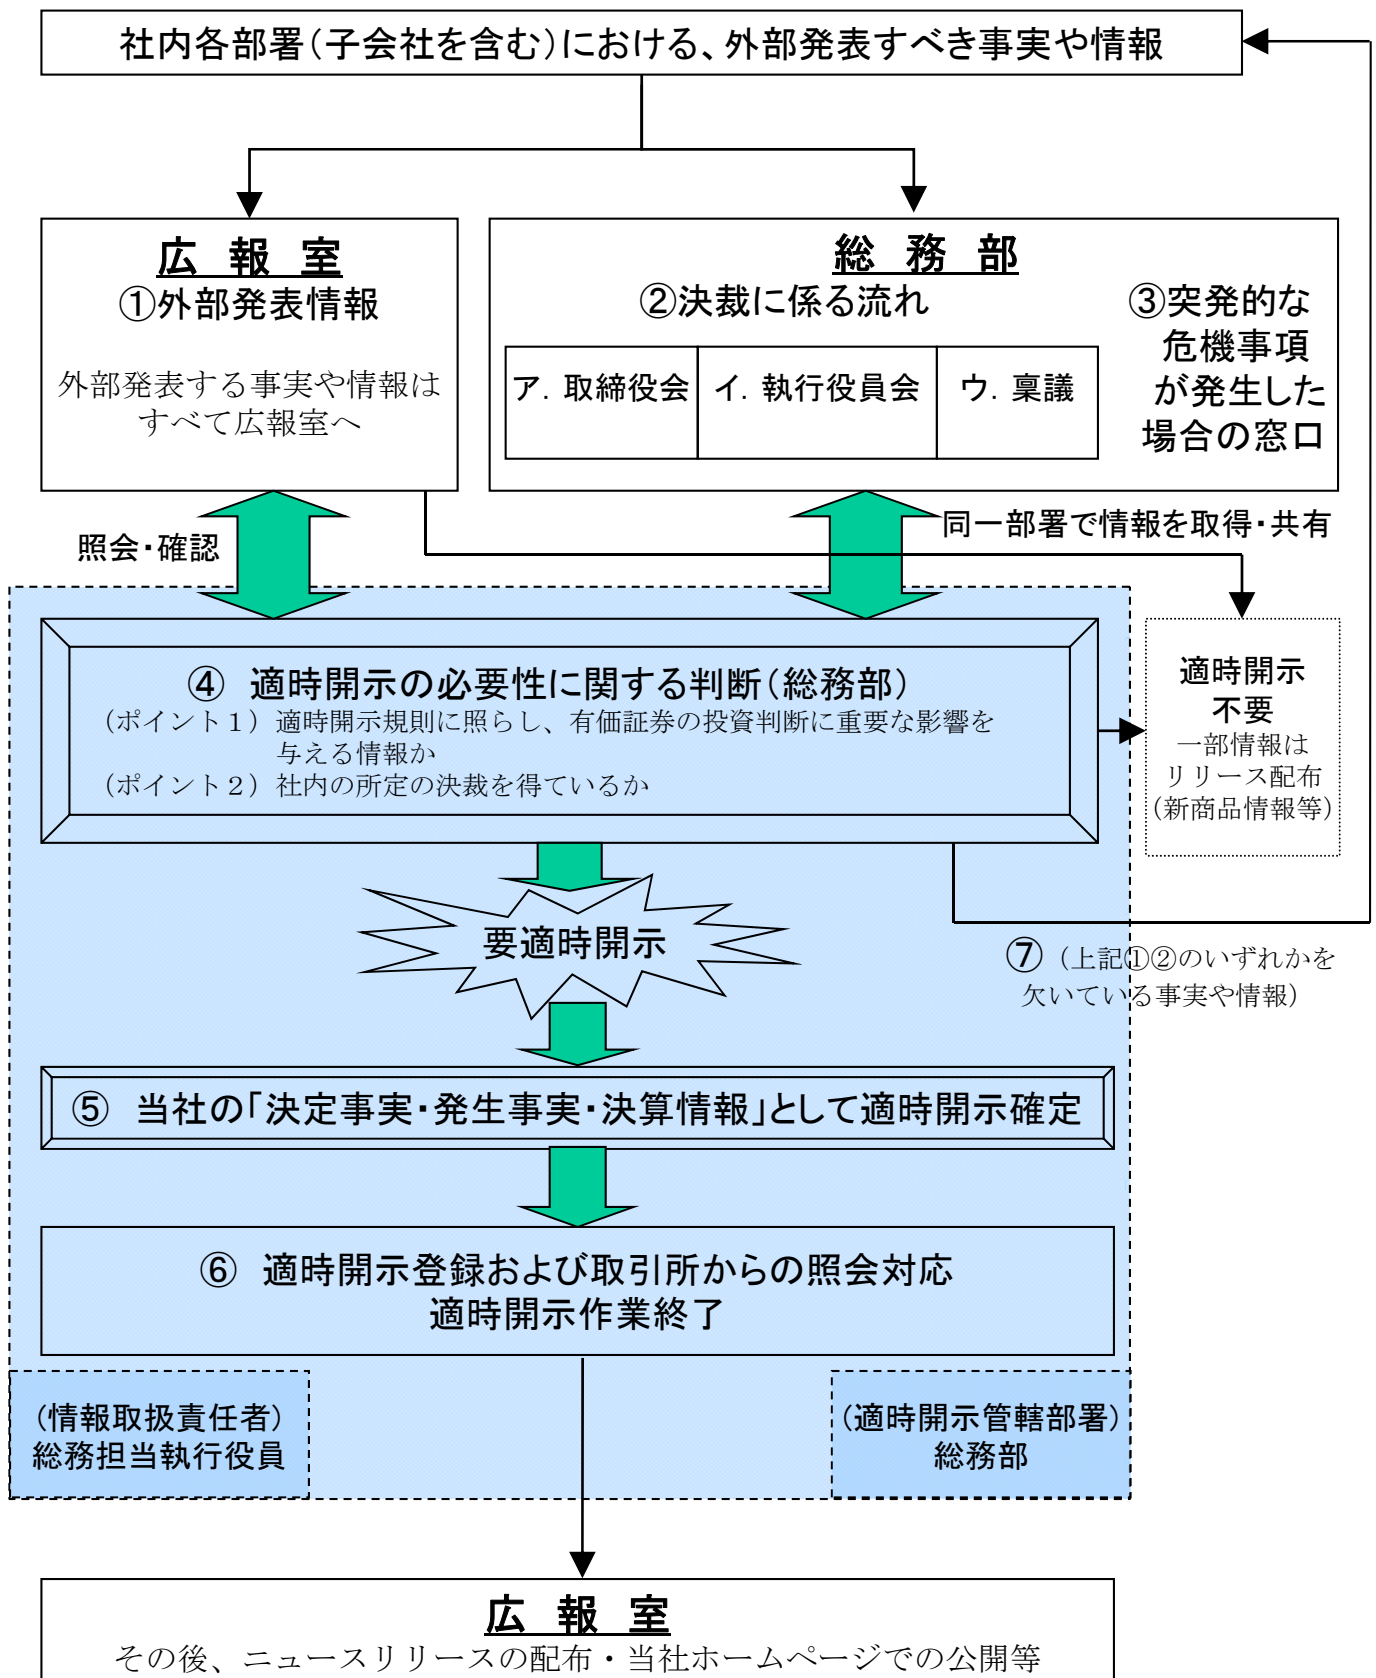 社内各部署(子会社を含む)における、外部発表すべき事実や情報
広　報　室
①外部発表情報
外部発表する事実や情報は
すべて広報室へ
総　務　部
②決裁に係る流れ
ア．取締役会
イ．執行役員会
ウ．稟議
③突発的な
危機事項
が発生した
場合の窓口
照会・確認
同一部署で情報を取得・共有
④　適時開示の必要性に関する判断(総務部)
（ポイント１）適時開示規則に照らし、有価証券の投資判断に重要な影響を
与える情報か
（ポイント２）社内の所定の決裁を得ているか
適時開示
不要
一部情報は
リリース配布
（新商品情報等）
要適時開示
⑦（上記①②のいずれかを
欠いている事実や情報）
⑤　当社の「決定事実・発生事実・決算情報」として適時開示確定
⑥　適時開示登録および取引所からの照会対応
適時開示作業終了
(情報取扱責任者)
総務担当執行役員
(適時開示管轄部署)
総務部
広　報　室
その後、ニュースリリースの配布・当社ホームページでの公開等